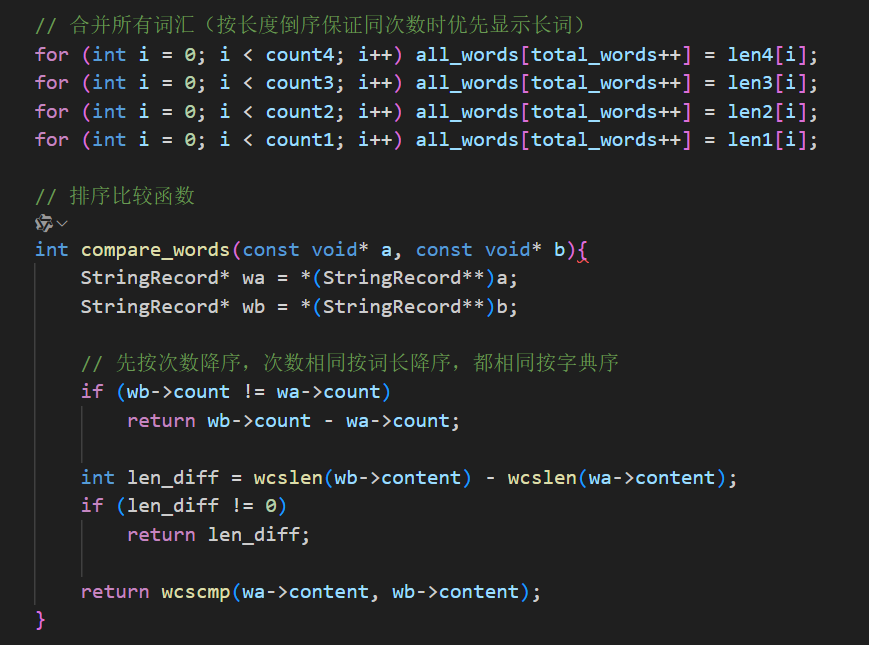 // 合并所有词汇（按长度倒序保证同次数时优先显示长词）
for (int i = 0; i < count4; i++) all_words[total_words++] = len4[i];
for (int i = 0; i < count3; i++) all_words[total_words++] = len3[i];
for (int i = 0; i < count2; i++) all_words[total_words++] = len2[i];
for (int i = 0; i < count1; i++) all_words[total_words++] = len1[i];
// 排序比较函数
int compare_words(const void* a, const void* b){
StringRecord* wa = *(StringRecord**)a;
StringRecord* wb = *(StringRecord**)b;
// 先按次数降序，次数相同按词长降序，都相同按字典序
if (wb->count != wa->count)
return wb->count - wa->count;
int len_diff = wcslen(wb->content) - wcslen(wa->content);
if (len_diff != 0)
return len_diff;
return wcscmp(wa->content, wb->content);
}